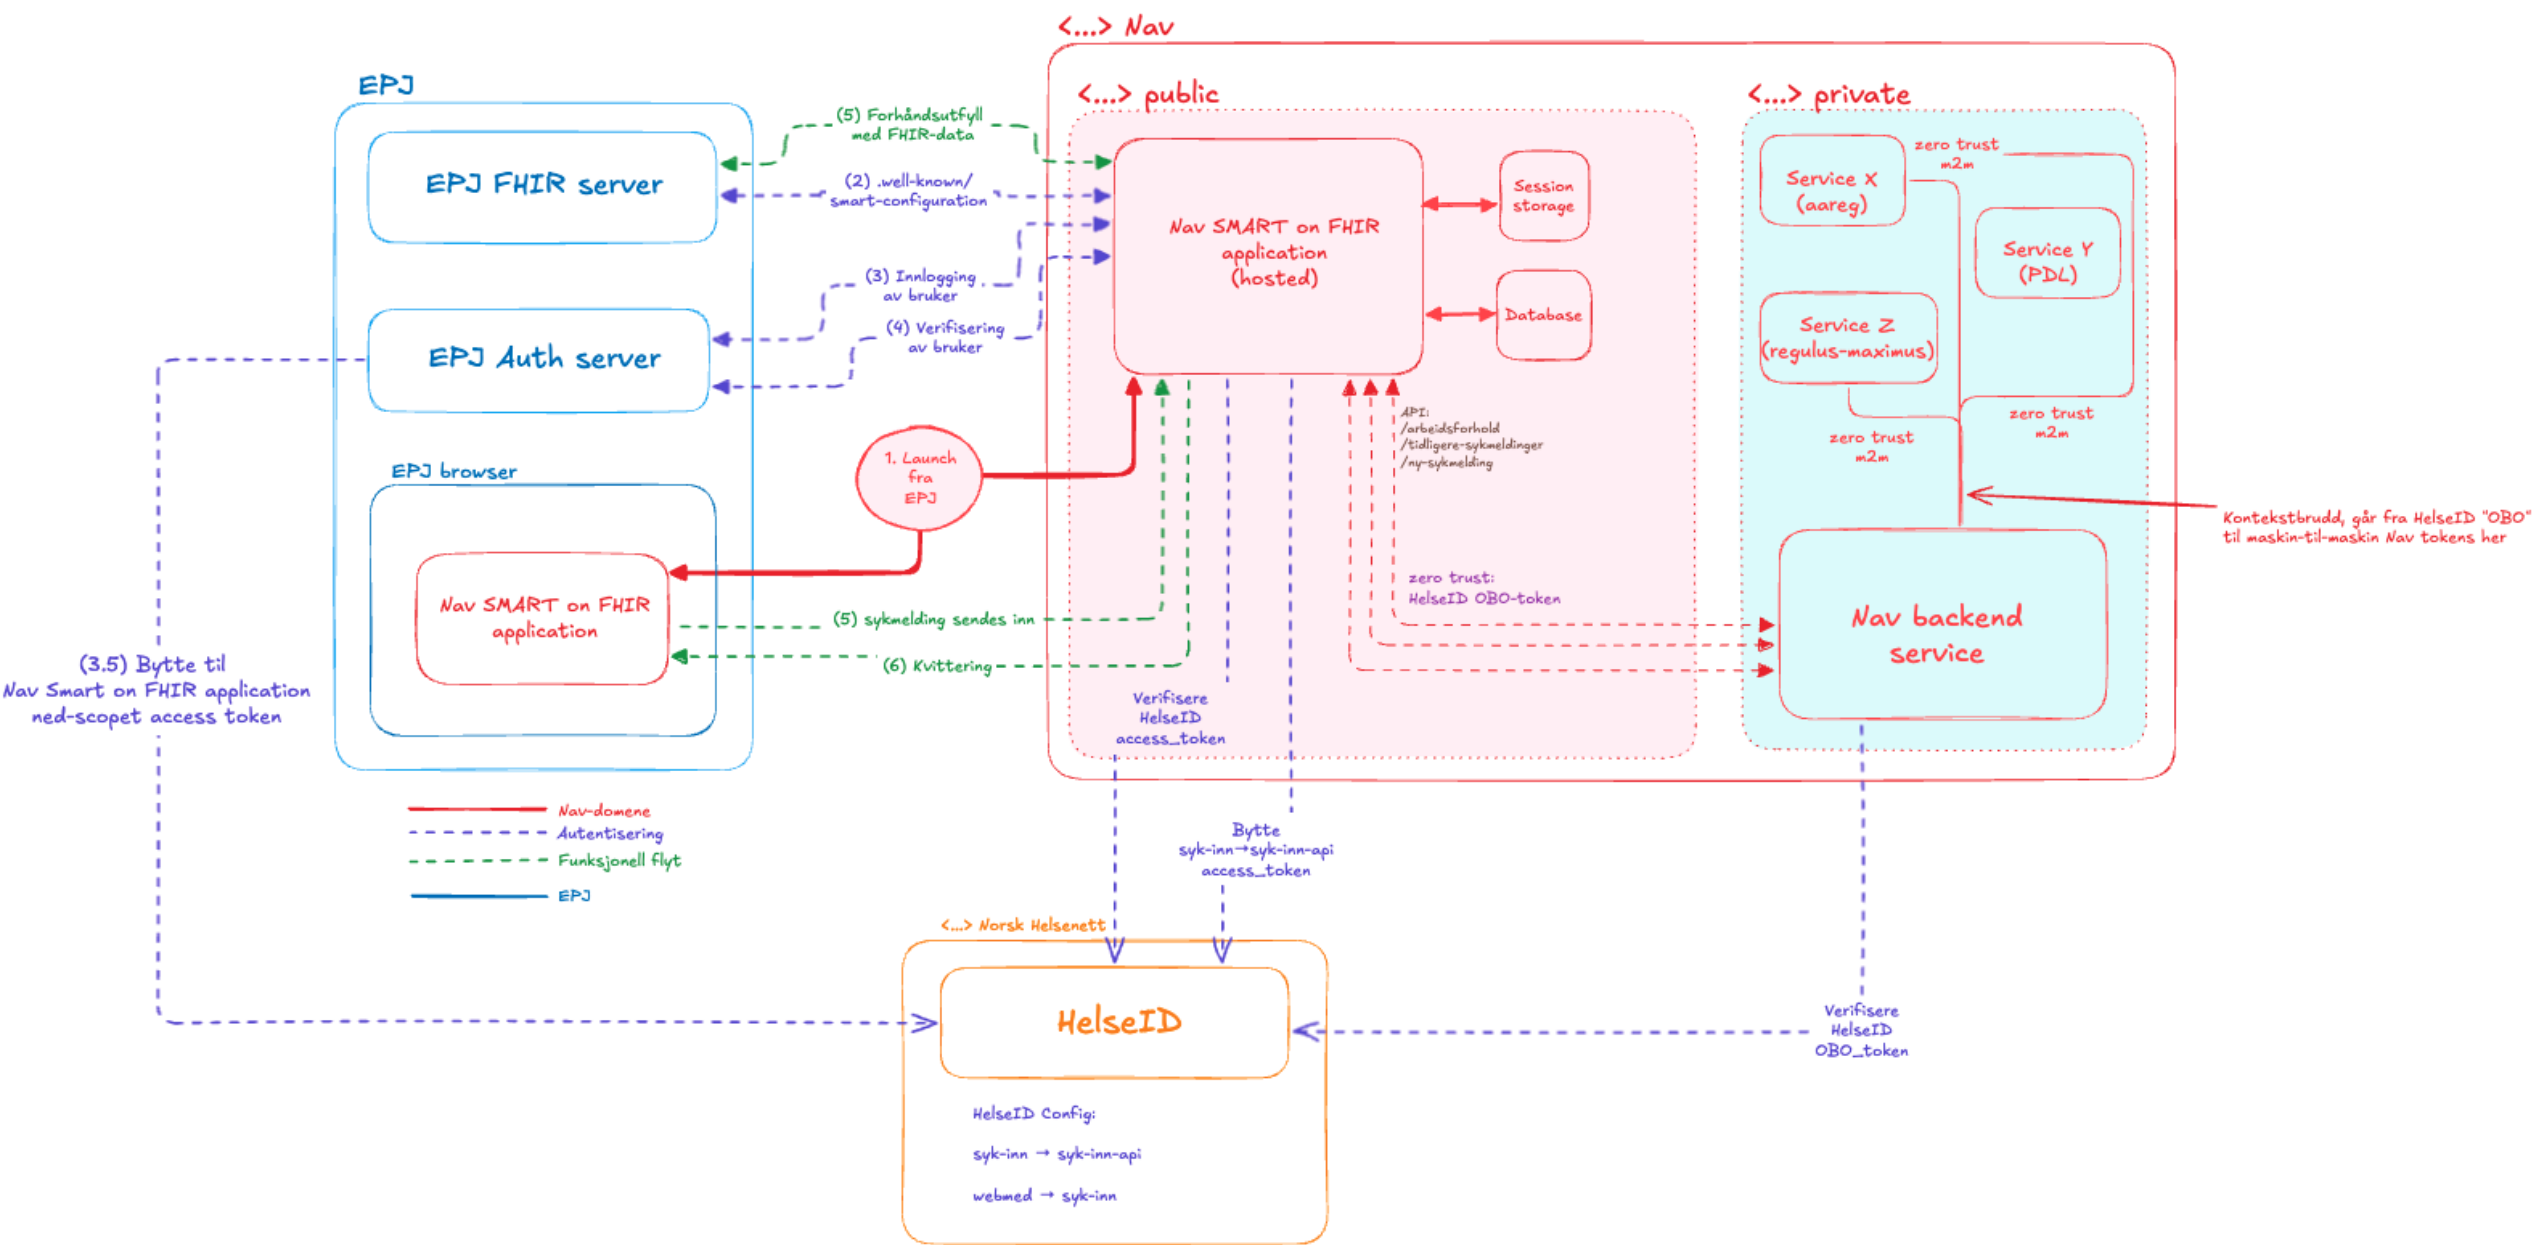 <...> Nav
EPJ
<...> public
<...> private
EPJ FHIR server
(5) Forhåndsutfyll
med FHIR-data
(2) .well-known/
smart-configuration
(3) Innlogging
av bruker
(4) Verifisering
av bruker
EPJ Auth server
EPJ browser
Nav SMART on FHIR
application
1. Launch
fra
EPJ
(5) sykmelding sendes inn
(6) Kvittering
Nav SMART on FHIR
application
(hosted)
Session
storage
Database
API:
/arbeidsforhold
/tidligere-sykmeldinger
/ny-sykmelding
zero trust:
HelseID OBO-token
Service X
(aareg)
zero trust
m2m
Service Y
(PDL)
Service Z
(regulus-maximus)
zero trust
m2m
zero trust
m2m
Kontekstbrudd, går fra HelseID "OBO"
til maskin-til-maskin Nav tokens her
Nav backend
service
(3.5) Bytte til
Nav Smart on FHIR application
ned-scopet access token
Verifisere
HelseID
access_token
Nav-domene
Autentisering
Funksjonell flyt
EPJ
Bytte
syk-inn→syk-inn-api
access_token
<...> Norsk Helsenett
HelseID
Verifisere
HelseID
OBO_token
HelseID Config:
syk-inn → syk-inn-api
webmed → syk-inn